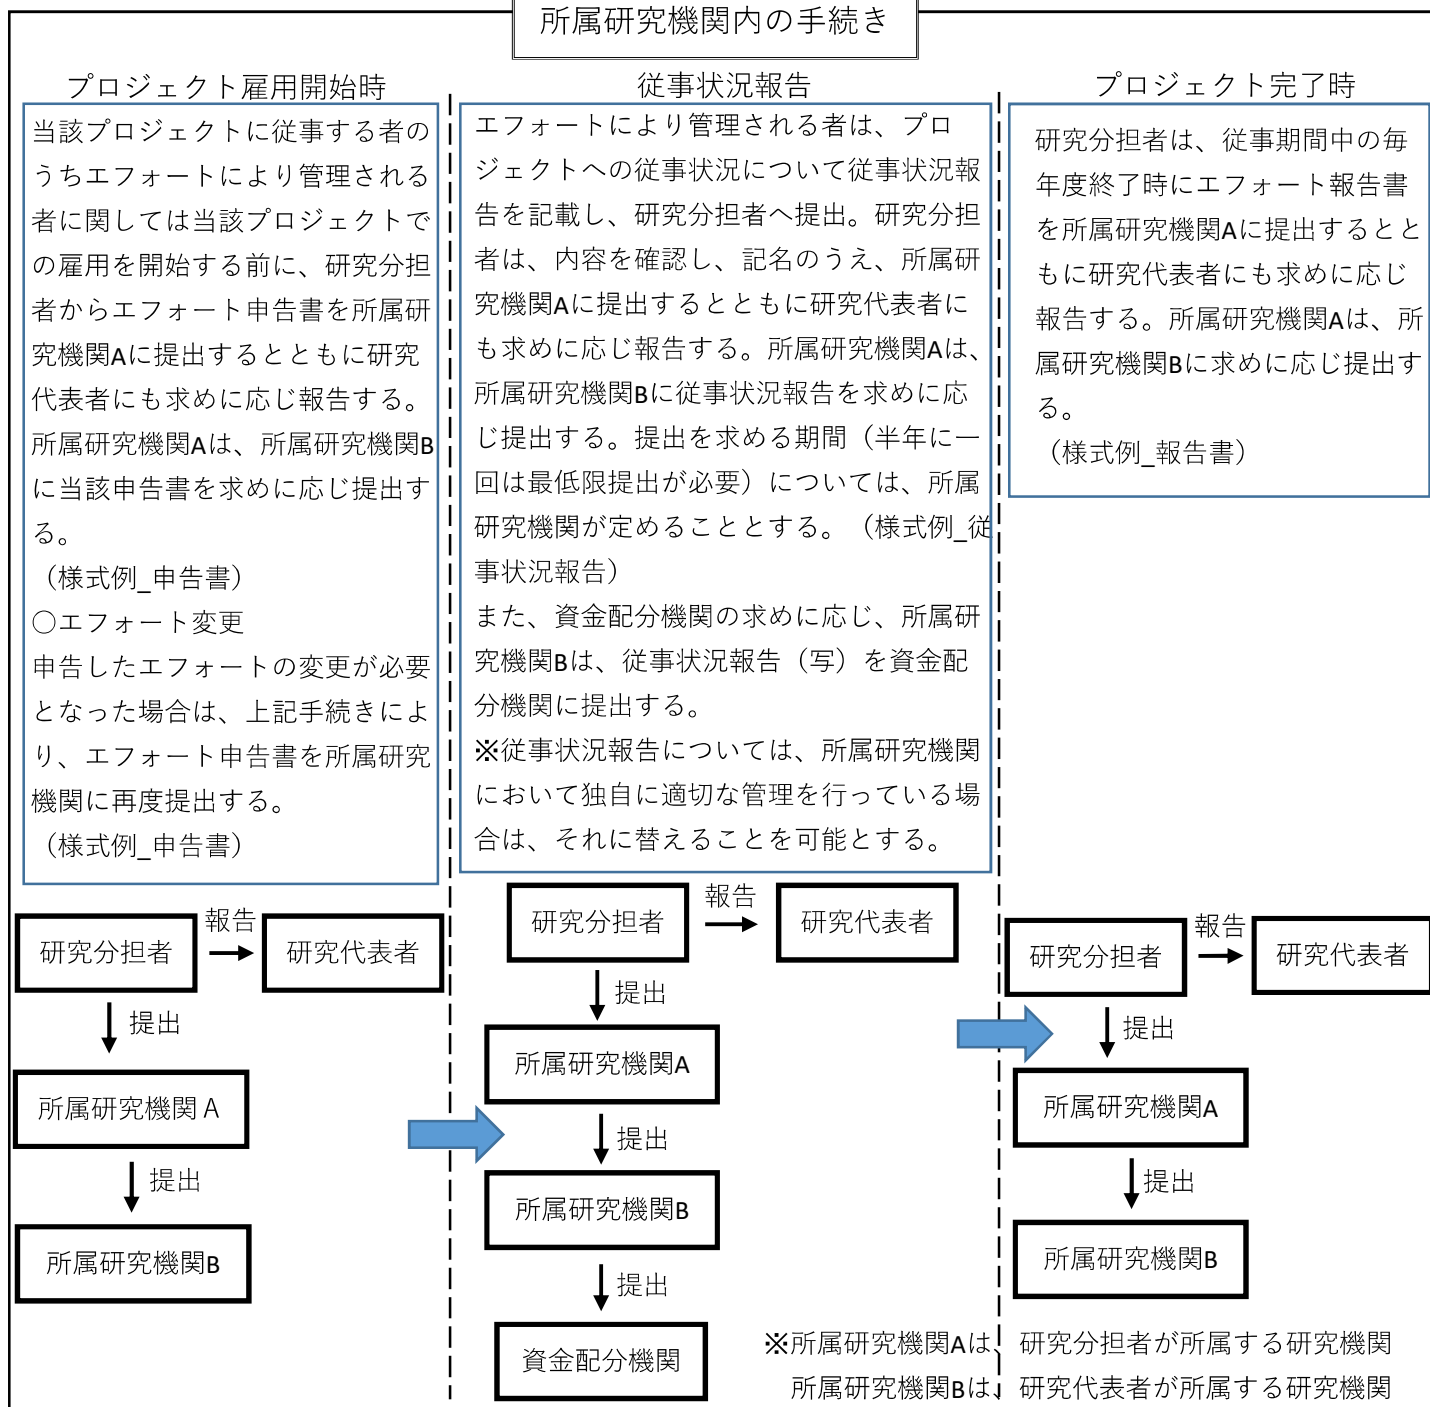 所属研究機関内の手続き
プロジェクト雇用開始時
当該プロジェクトに従事する者の
うちエフォートにより管理される
者に関しては当該プロジェクトで
の雇用を開始する前に、研究分担
者からエフォート申告書を所属研
究機関Aに提出するとともに研究
代表者にも求めに応じ報告する。
所属研究機関Aは、所属研究機関B
に当該申告書を求めに応じ提出す
る。
（様式例_申告書）
○エフォート変更
申告したエフォートの変更が必要
となった場合は、上記手続きによ
り、エフォート申告書を所属研究
機関に再度提出する。
（様式例_申告書）
研究分担者
報告
研究代表者
提出
所属研究機関A
提出
所属研究機関B
従事状況報告
エフォートにより管理される者は、プロ
ジェクトへの従事状況について従事状況報
告を記載し、研究分担者へ提出。研究分担
者は、内容を確認し、記名のうえ、所属研
究機関Aに提出するとともに研究代表者に
も求めに応じ報告する。所属研究機関Aは、
所属研究機関Bに従事状況報告を求めに応
じ提出する。提出を求める期間（半年に一
回は最低限提出が必要）については、所属
研究機関が定めることとする。（様式例_従
事状況報告）
また、資金配分機関の求めに応じ、所属研
究機関Bは、従事状況報告（写）を資金配
分機関に提出する。
※従事状況報告については、所属研究機関
において独自に適切な管理を行っている場
合は、それに替えることを可能とする。
研究分担者
報告
研究代表者
提出
所属研究機関A
提出
所属研究機関B
提出
資金配分機関
プロジェクト完了時
研究分担者は、従事期間中の毎
年度終了時にエフォート報告書
を所属研究機関Aに提出するとと
もに研究代表者にも求めに応じ
報告する。所属研究機関Aは、所
属研究機関Bに求めに応じ提出す
る。
（様式例_報告書）
研究分担者
報告
研究代表者
提出
所属研究機関A
提出
所属研究機関B
※所属研究機関Aは、研究分担者が所属する研究機関
所属研究機関Bは、研究代表者が所属する研究機関